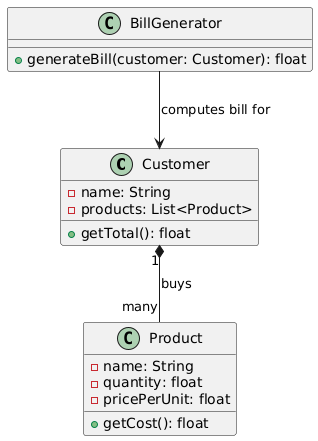 C BillGenerator
generateBill(customer: Customer): float
computes bill for
C Customer
name: String
products: List<Product>
getTotal(): float
1
buys
many
C Product
name: String
quantity: float
pricePerUnit: float
getCost(): float